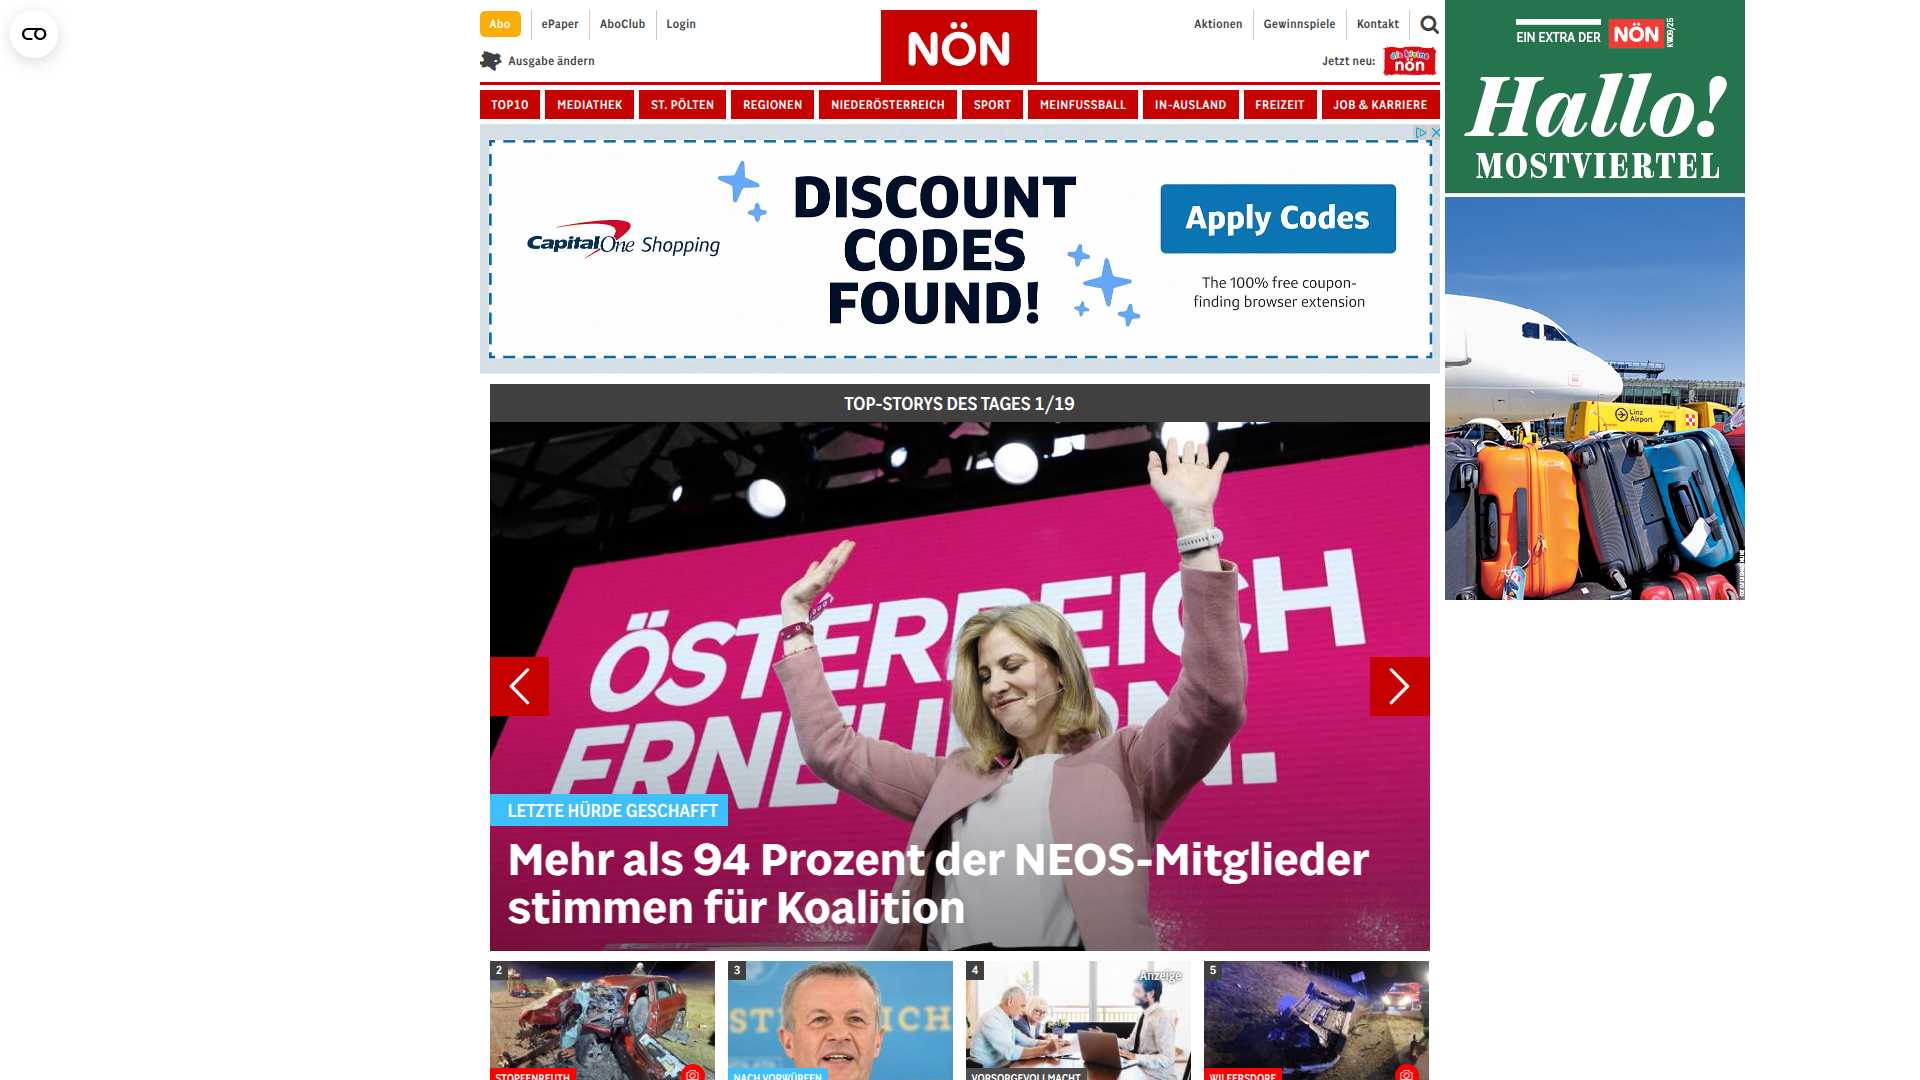 Abo
ePaper
AboClub
Login
NÖN
Aktionen
Gewinnspiele
Kontakt
Ausgabe ändern
Jetzt neu:
die kleine
nön
TOP10
MEDIATHEK
ST. PÖLTEN
REGIONEN
NIEDERÖSTERREICH
SPORT
MEINFUSSBALL
IN-AUSLAND
FREIZEIT
JOB & KARRIERE
CapitalOne Shopping
DISCOUNT
CODES
FOUND!
Apply Codes
The 100% free coupon-
finding browser extension
EIN EXTRA DER NÖN
KW09/25
Hallo!
MOSTVIERTEL
Linz
Airport
TOP-STORYS DES TAGES 1/19
ÖSTERREICH
ERNEU N.
LETZTE HÜRDE GESCHAFFT
Mehr als 94 Prozent der NEOS-Mitglieder
stimmen für Koalition
2
STOPFENREUTH
3
NACH VORWÜRFEN
4
Anzeige
VORSORGEVOLLMACHT
5
WILFERSDORF